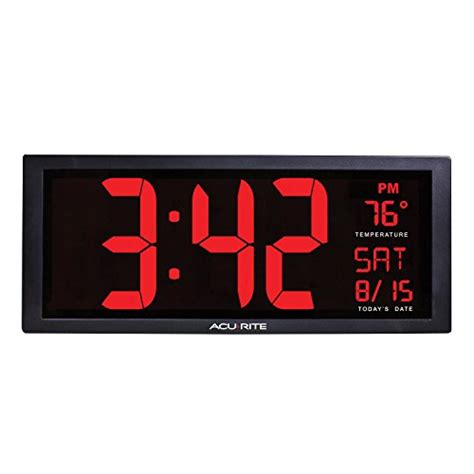 3:42
PM
76°
TEMPERATURE
SAT
8/15
TODAY'S DATE
ACURITE